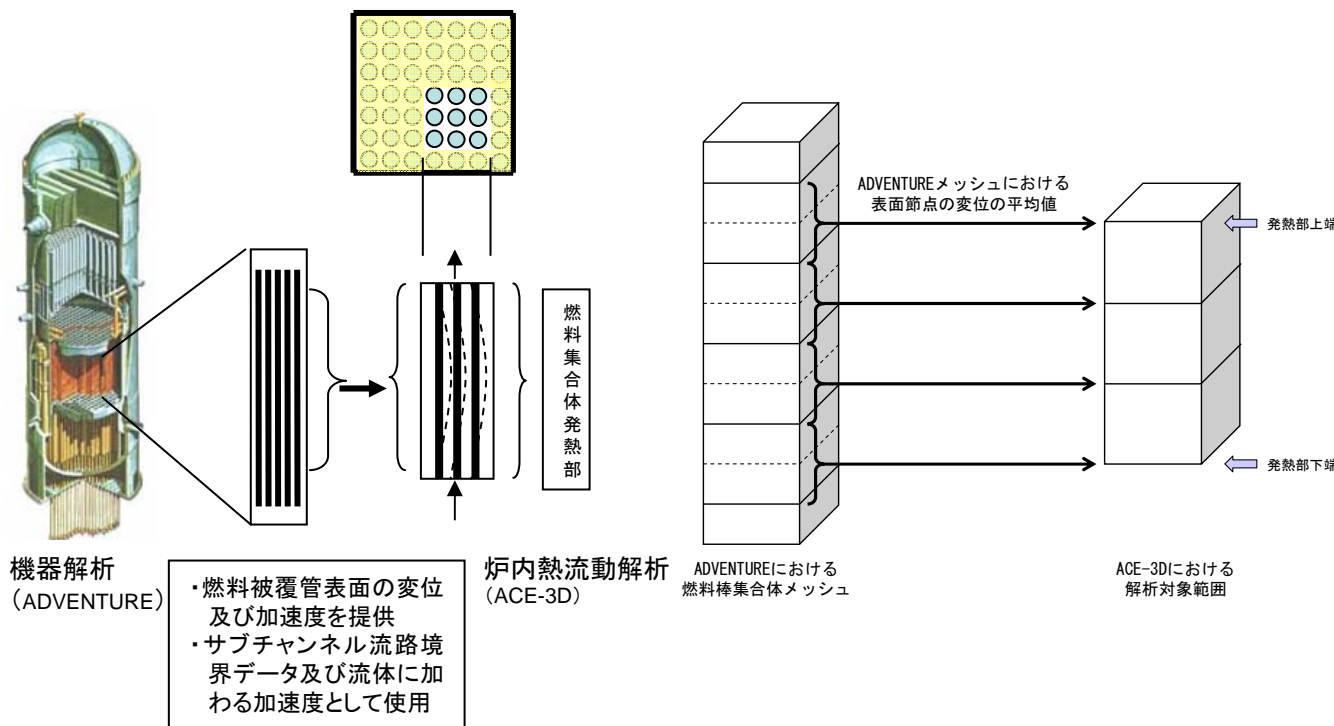 燃料集合体発熱部
機器解析
(ADVENTURE)
・燃料被覆管表面の変位
及び加速度を提供
・サブチャンネル流路境
界データ及び流体に加
わる加速度として使用
炉内熱流動解析
(ACE-3D)
ADVENTUREメッシュにおける
表面節点の変位の平均値
発熱部上端
発熱部下端
ADVENTUREにおける
燃料棒集合体メッシュ
ACE-3Dにおける
解析対象範囲